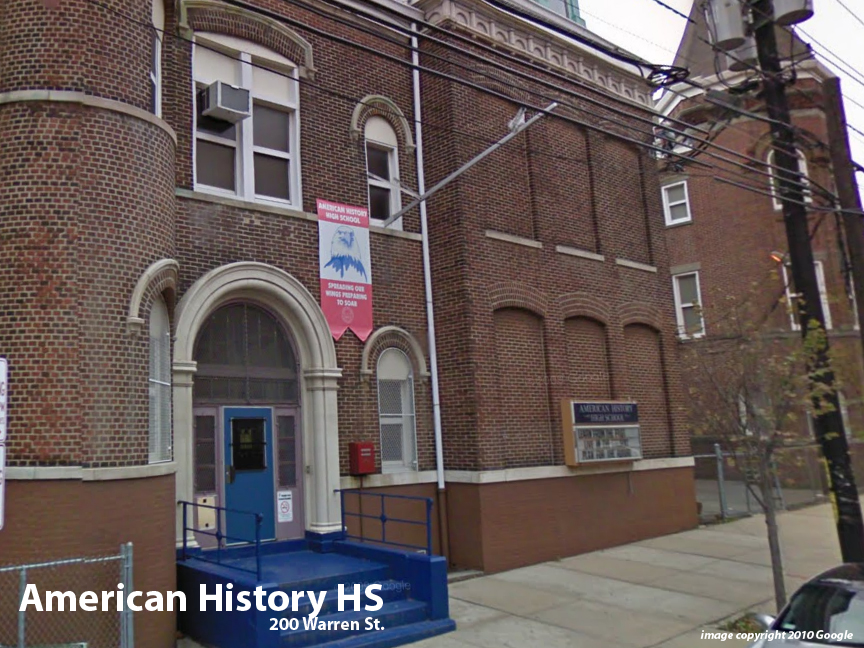 AMERICAN HISTORY
HIGH SCHOOL
SPREADING OUR
WINGS PREPARING
TO SOAR
AMERICAN HISTORY
HIGH SCHOOL
Google
American History HS
200 Warren St.
image copyright 2010 Google